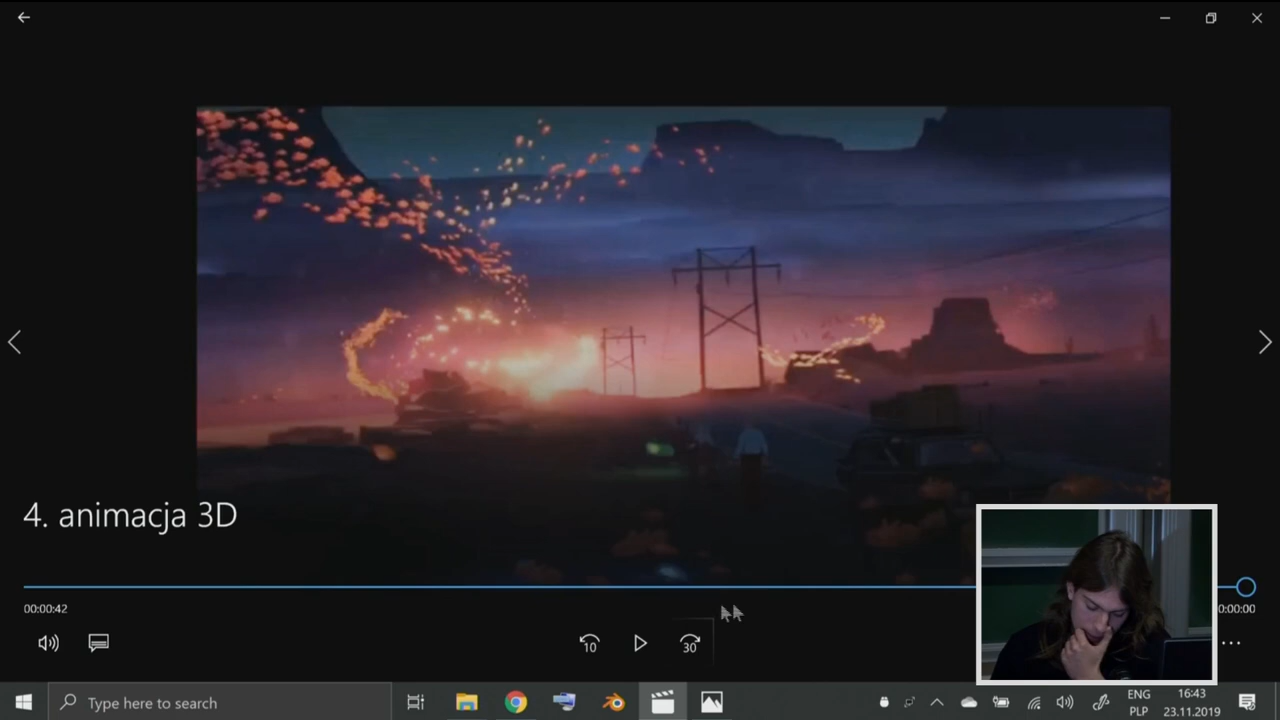 4. animacja 3D
00:00:42
0:00:00
10
30
Type here to search
ENG
PLP
16:43
23.11.2019